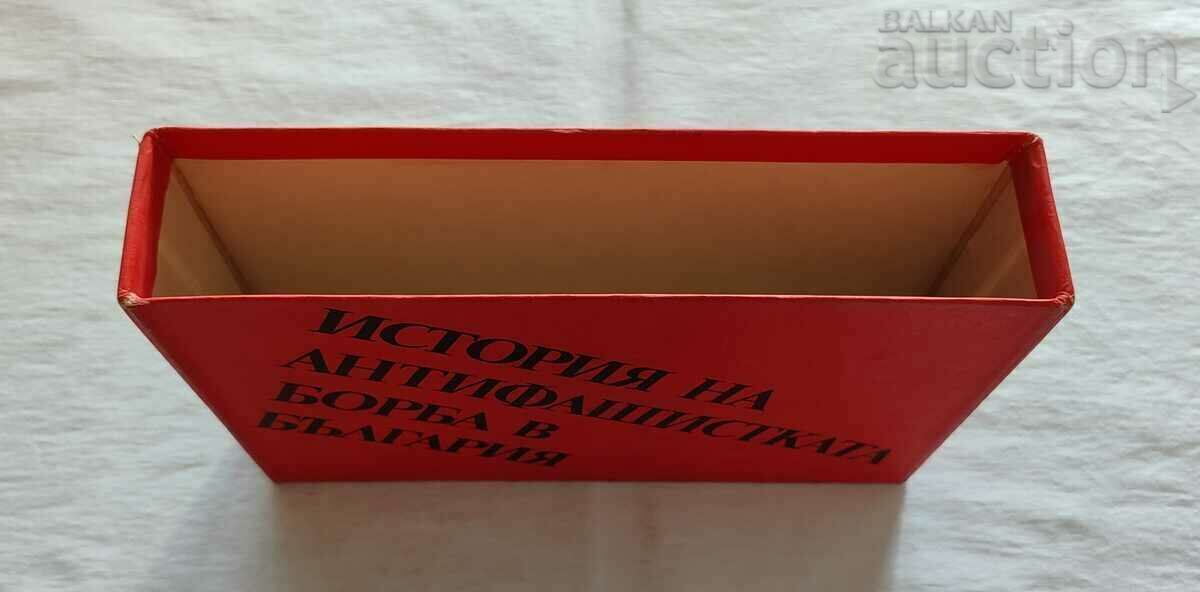 BALKAN
auction
ИСТОРИЯ НА
АНТИФАШИСТКАТА
БОРБА В
БЪЛГАРИЯ